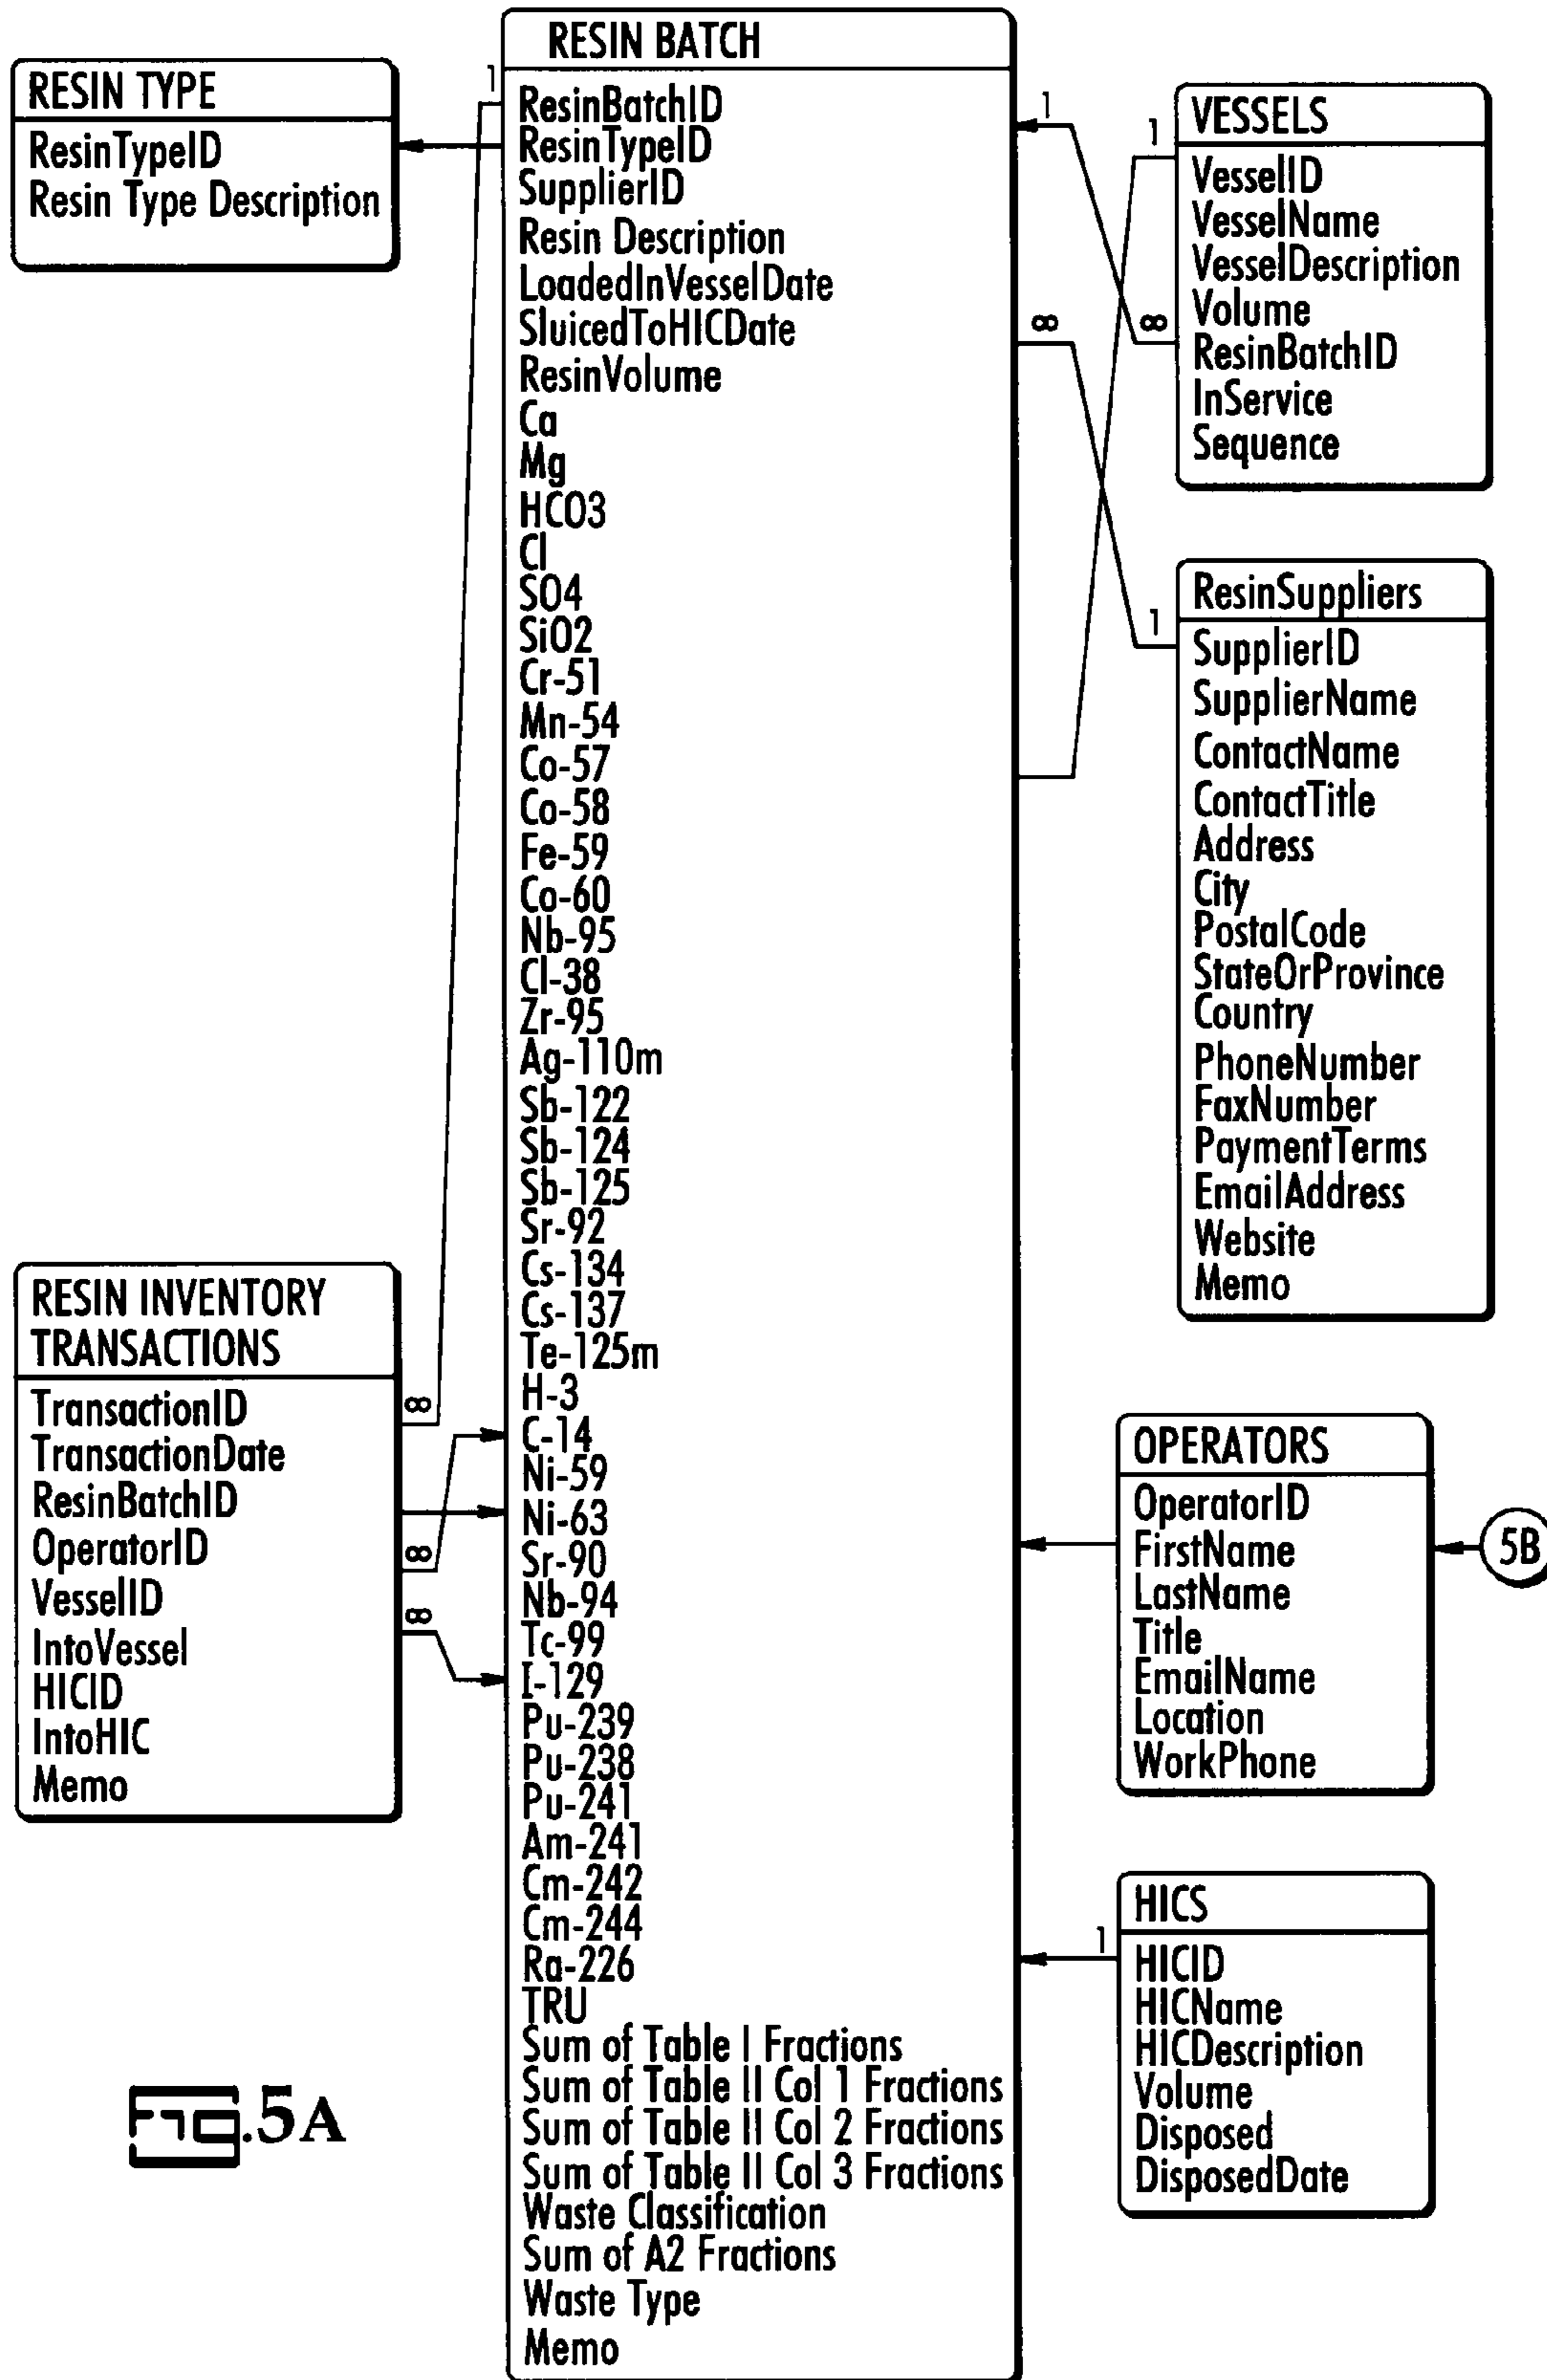 RESIN TYPE
ResinTypeID
Resin Type Description
RESIN BATCH
1
ResinBatchID
ResinTypeID
SupplierID
Resin Description
LoadedInVesselDate
SluicedToHICDate
ResinVolume
Ca
Mg
HCO3
Cl
SO4
SiO2
Cr-51
Mn-54
Co-57
Co-58
Fe-59
Co-60
Nb-95
Cl-38
Zr-95
Ag-110m
Sb-122
Sb-124
Sb-125
Sr-92
Cs-134
Cs-137
Te-125m
H-3
C-14
Ni-59
Ni-63
Sr-90
Nb-94
Tc-99
I-129
Pu-239
Pu-238
Pu-241
Am-241
Cm-242
Cm-244
Ra-226
TRU
Sum of Table I Fractions
Sum of Table II Col 1 Fractions
Sum of Table II Col 2 Fractions
Sum of Table II Col 3 Fractions
Waste Classification
Sum of A2 Fractions
Waste Type
Memo
1
1
∞
∞
VESSELS
VesselID
VesselName
VesselDescription
Volume
ResinBatchID
InService
Sequence
1
ResinSuppliers
SupplierID
SupplierName
ContactName
ContactTitle
Address
City
PostalCode
StateOrProvince
Country
PhoneNumber
FaxNumber
PaymentTerms
EmailAddress
Website
Memo
RESIN INVENTORY
TRANSACTIONS
TransactionID
TransactionDate
ResinBatchID
OperatorID
VesselID
IntoVessel
HICID
IntoHIC
Memo
∞
∞
∞
OPERATORS
OperatorID
FirstName
LastName
Title
EmailName
Location
WorkPhone
5B
1
HICS
HICID
HICName
HICDescription
Volume
Disposed
DisposedDate
FIG.5A